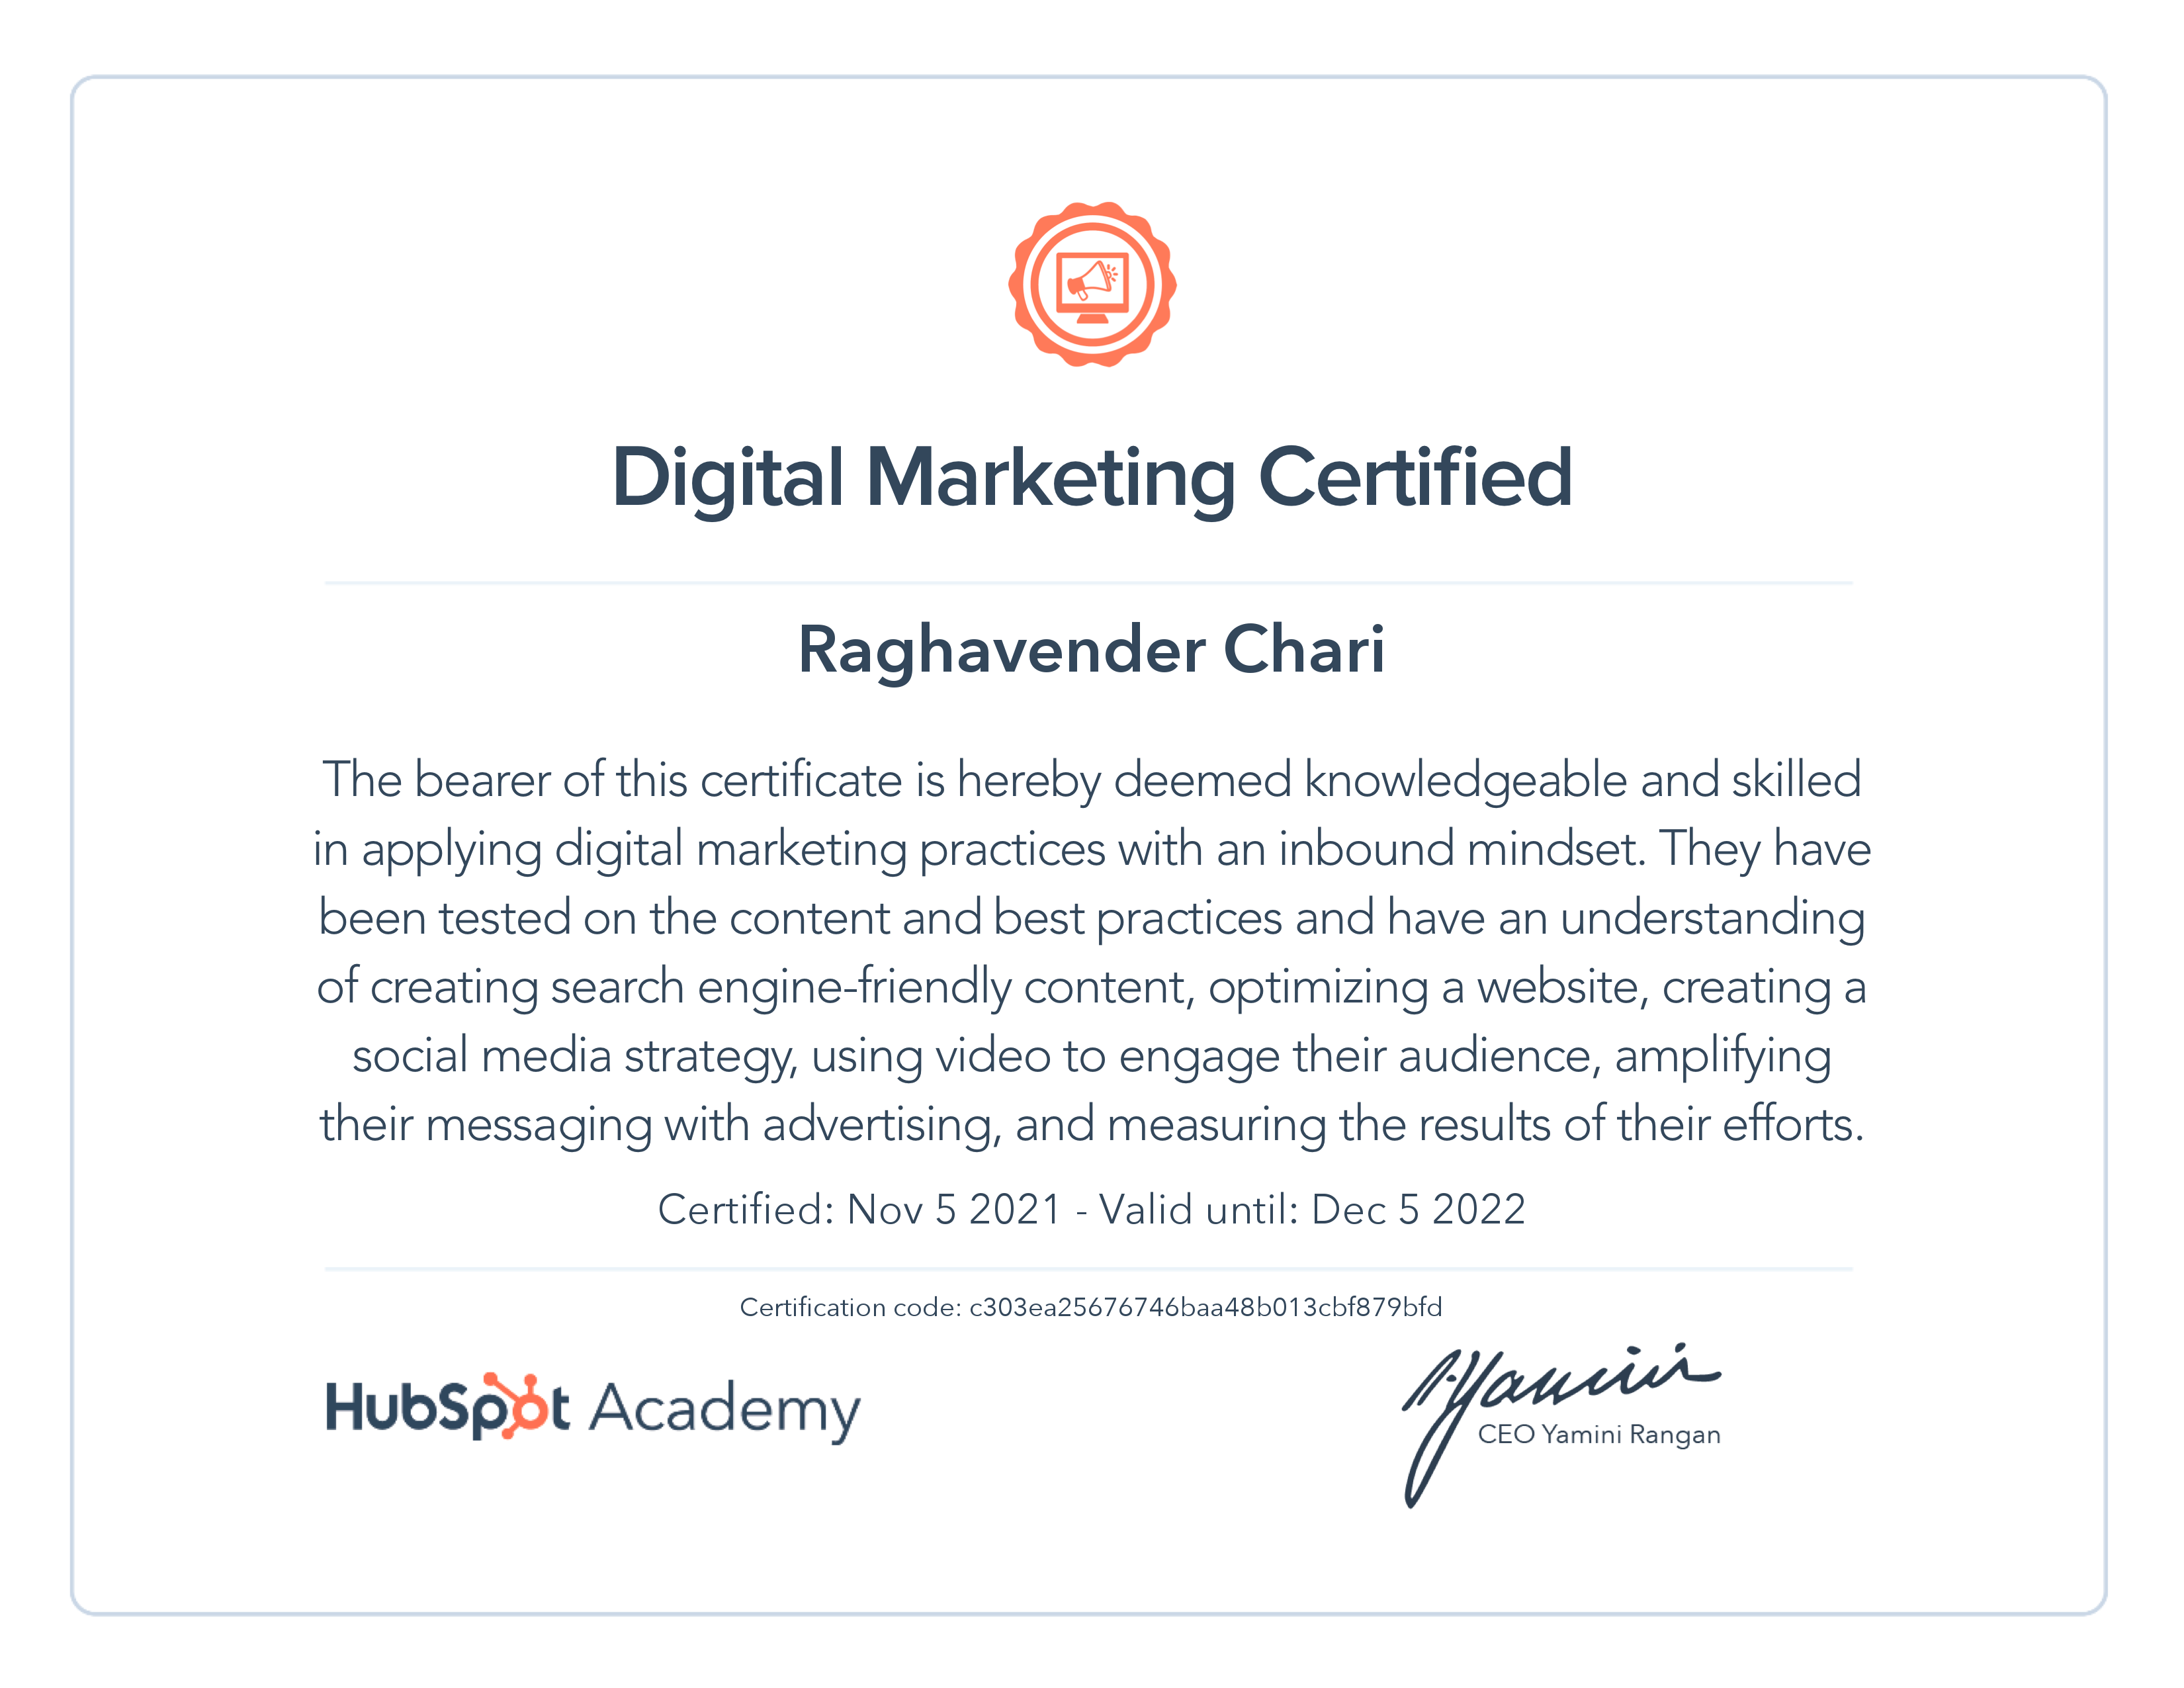 Digital Marketing Certified
Raghavender Chari
The bearer of this certificate is hereby deemed knowledgeable and skilled
in applying digital marketing practices with an inbound mindset. They have
been tested on the content and best practices and have an understanding
of creating search engine-friendly content, optimizing a website, creating a
social media strategy, using video to engage their audience, amplifying
their messaging with advertising, and measuring the results of their efforts.
Certified: Nov 5 2021 - Valid until: Dec 5 2022
Certification code: c303ea25676746baa48b013cbf879bfd
HubSpot Academy
Yamini
CEO Yamini Rangan